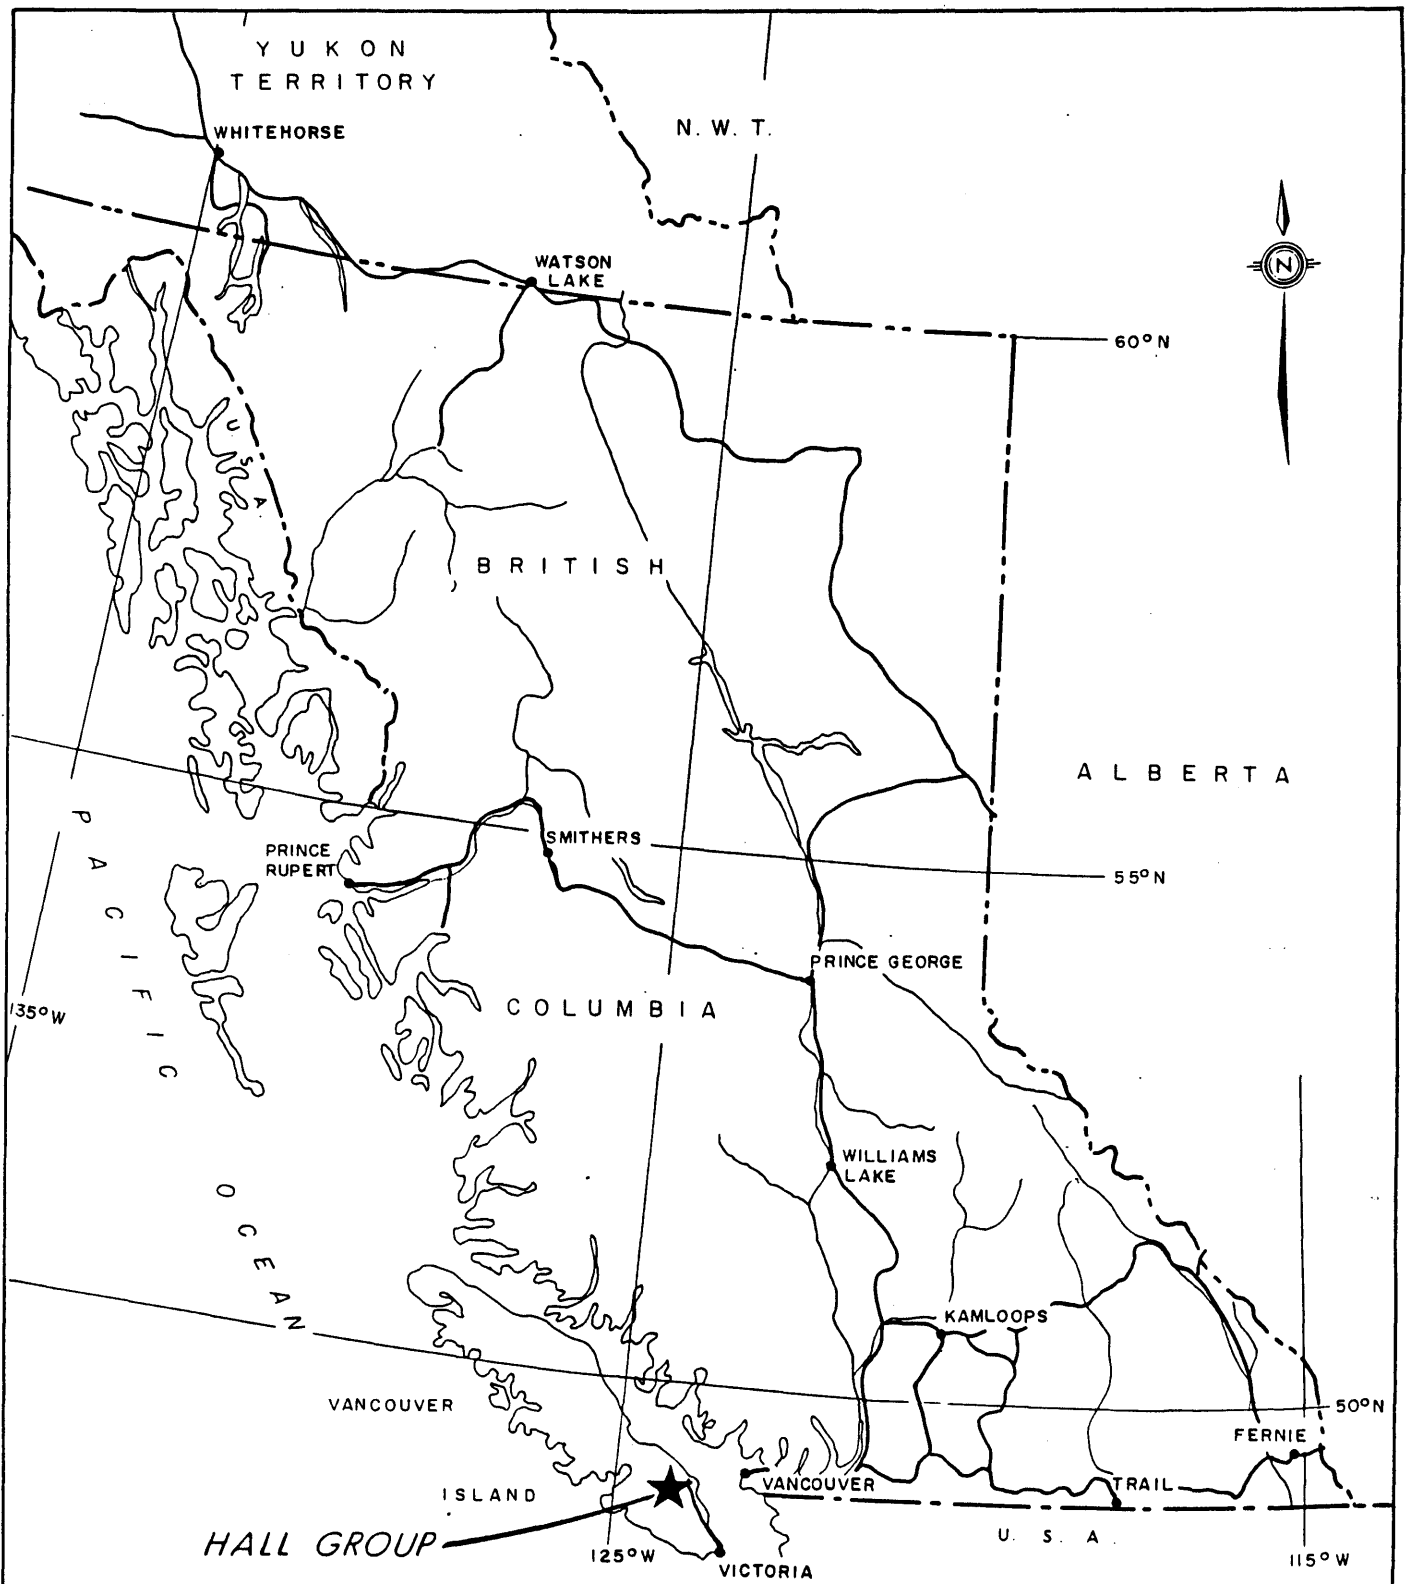 YUKON
TERRITORY
N.W.T.
WHITEHORSE
WATSON
LAKE
N
60°N
U.S.A.
BRITISH
ALBERTA
PACIFIC
SMITHERS
PRINCE
RUPERT
55°N
PRINCE GEORGE
COLUMBIA
135°W
WILLIAMS
LAKE
OCEAN
KAMLOOPS
VANCOUVER
50°N
FERNIE
VANCOUVER
TRAIL
ISLAND
HALL GROUP
U.S.A.
125°W
115°W
VICTORIA